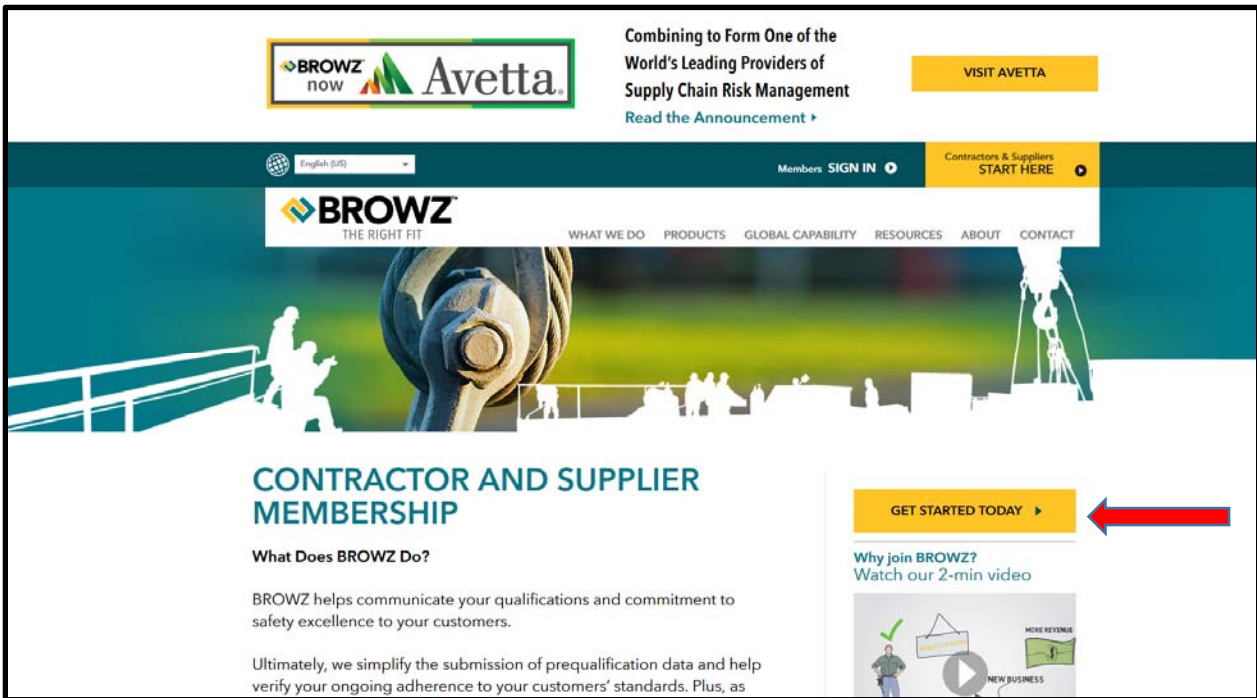 BROWZ
now
Avetta.
Combining to Form One of the
World's Leading Providers of
Supply Chain Risk Management
Read the Announcement
VISIT AVETTA
English (US)
Members SIGN IN
Contractors & Suppliers
START HERE
BROWZ™
THE RIGHT FIT
WHAT WE DO PRODUCTS GLOBAL CAPABILITY RESOURCES ABOUT CONTACT
CONTRACTOR AND SUPPLIER
MEMBERSHIP
What Does BROWZ Do?
BROWZ helps communicate your qualifications and commitment to
safety excellence to your customers.
Ultimately, we simplify the submission of prequalification data and help
verify your ongoing adherence to your customers' standards. Plus, as
GET STARTED TODAY
Why join BROWZ?
Watch our 2-min video
MORE REVENUE
NEW BUSINESS